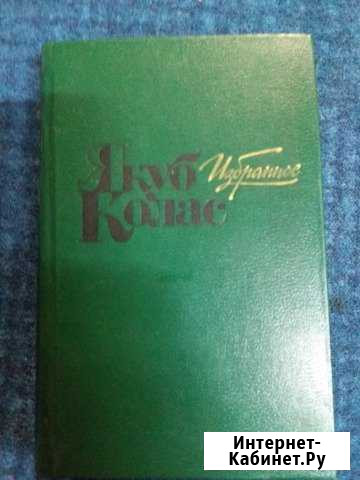 Якуб Избранное
Колас
Интернет-
Кабинет.Ру